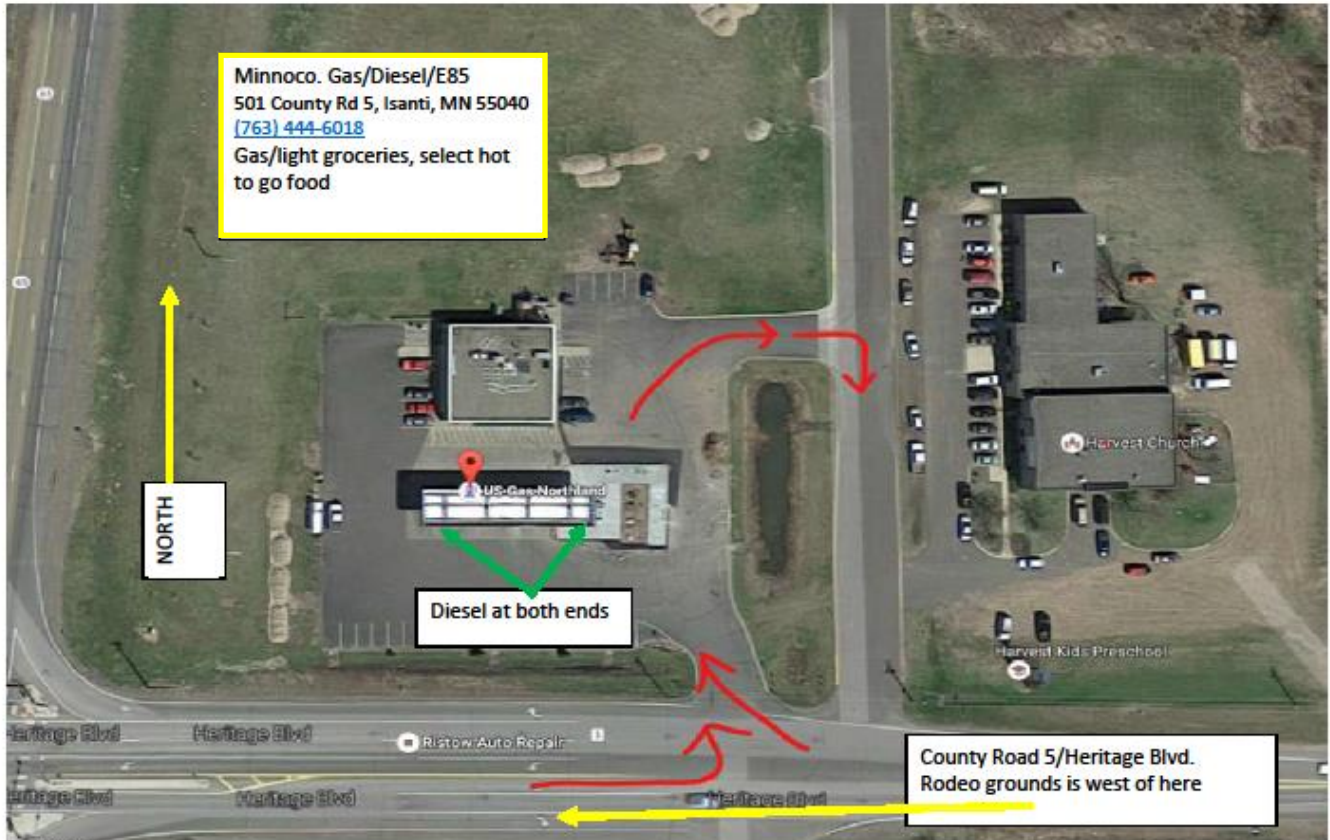 Minnoco. Gas/Diesel/E85
501 County Rd 5, Isanti, MN 55040
(763) 444-6018
Gas/light groceries, select hot
to go food
65
65
NORTH
US Gas-Northland
Harvest Church
Diesel at both ends
Harvest Kids Preschool
Heritage Blvd
Heritage Blvd
Ristow Auto Repair
Heritage Blvd
Heritage Blvd
County Road 5/Heritage Blvd.
Rodeo grounds is west of here